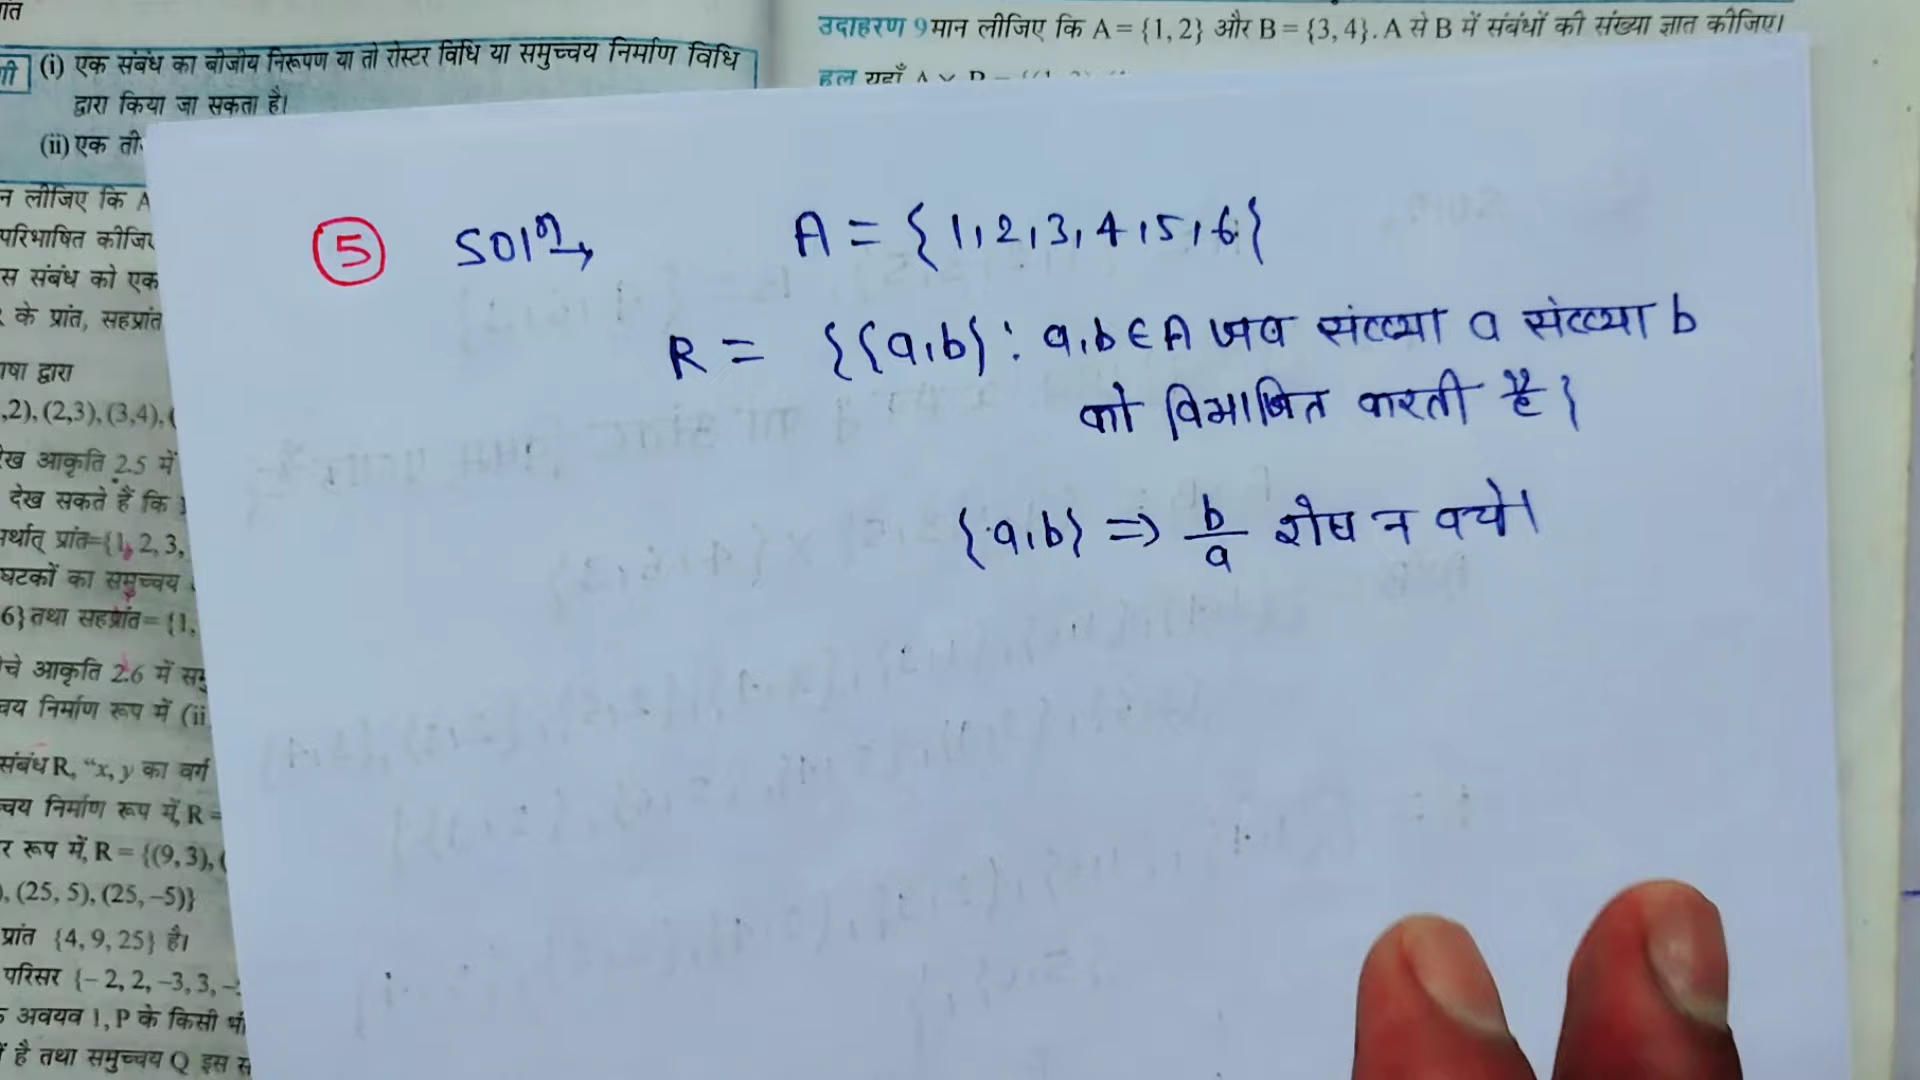 ांत
(i) एक संबंध का बीजीय निरूपण या तो रोस्टर विधि या समुच्चय निर्माण विधि
द्वारा किया जा सकता है।
(ii) एक
न लीजिए कि A
परिभाषित
स संबंध को एक
के प्रांत, सहप्रांत
द्वारा
,2), (2,3), (3,4), (
आकृति 2.5 में
देख सकते हैं कि
प्रांत={1, 2, 3,
घटकों का समुच्चय
6} तथा सहप्रांत= {1,
चे आकृति 2.6 में
निर्माण रूप में (ii
संबंध R, “x, y का वर्ग
निर्माण रूप में, R =
र रूप में, R = {(9, 3), (
), (25, 5), (25, –5)}
प्रांत {4, 9, 25} है।
परिसर {– 2, 2, –3, 3, –
अवयव 1, P के किसी भी
है तथा समुच्चय Q इस
उदाहरण 9 मान लीजिए कि A = {1, 2} और B = {3, 4}. A से B में संबंधों की संख्या ज्ञात कीजिए।
हल यहाँ
5 Solⁿ→ A = {1,2,3,4,5,6}
R = {{a,b} : a,b ∈ A जब संख्या a संख्या b
को विभाजित करती है}
{a,b} ⇒ b/a शेष न बचे।